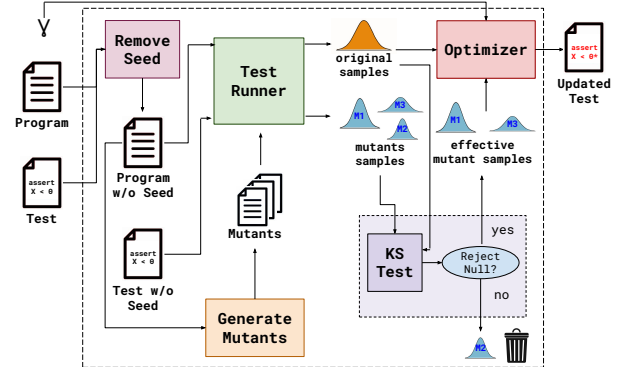 γ
Remove
Seed
Test
Runner
original
samples
Optimizer
assert
X < θ*
Updated
Test
Program
M1
M3
M2
mutants
samples
M1
M3
effective
mutant samples
assert
X < θ
Test
Program
w/o Seed
Mutants
assert
X < θ
Test w/o
Seed
KS
Test
Reject
Null?
yes
no
Generate
Mutants
M2